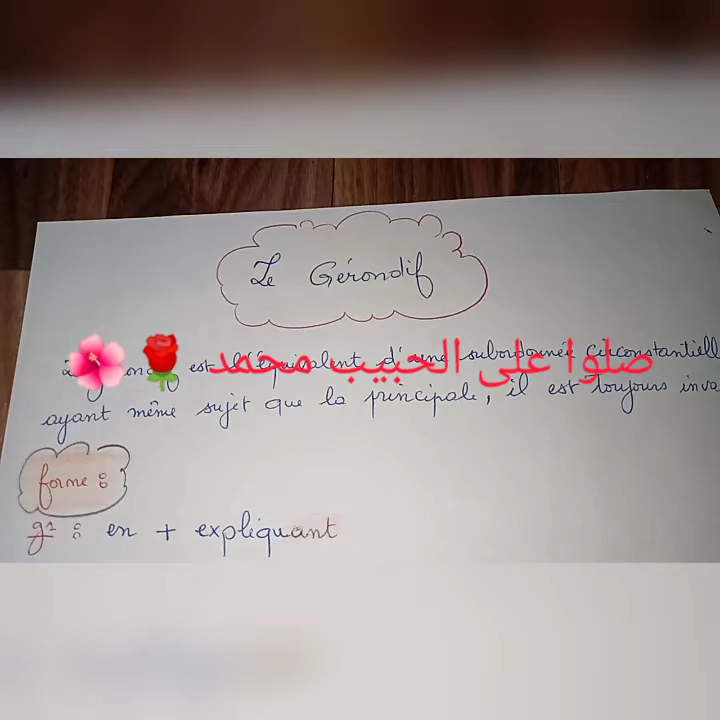 Le Gérondif
est l'équivalent d'une subordonnée circonstantiell
صلوا على الحبيب محمد
ayant même sujet que la principale, il est toujours inva
forme :
en + expliquant